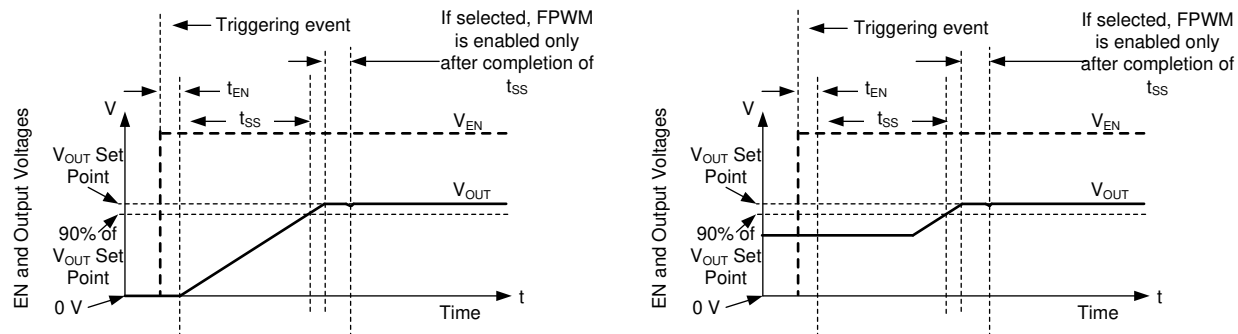 Triggering event
If selected, FPWM
is enabled only
after completion of
tSS
tEN
tSS
V
VEN
EN and Output Voltages
VOUT Set
Point
VOUT
90% of
VOUT Set
Point
0 V
t
Time
Triggering event
If selected, FPWM
is enabled only
after completion of
tSS
tEN
tSS
V
VEN
EN and Output Voltages
VOUT Set
Point
VOUT
90% of
VOUT Set
Point
0 V
t
Time